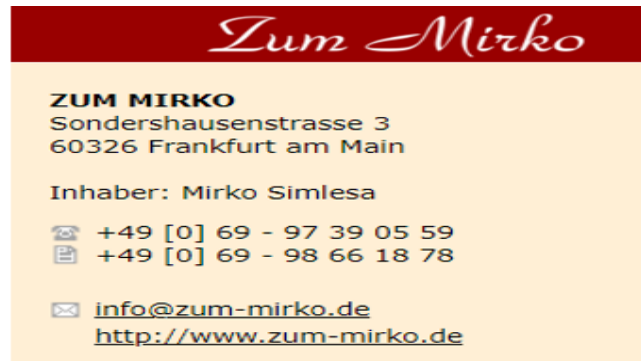 Zum Mirko
ZUM MIRKO
Sondershausenstrasse 3
60326 Frankfurt am Main
Inhaber: Mirko Simlesa
+49 [0] 69 - 97 39 05 59
+49 [0] 69 - 98 66 18 78
info@zum-mirko.de
http://www.zum-mirko.de